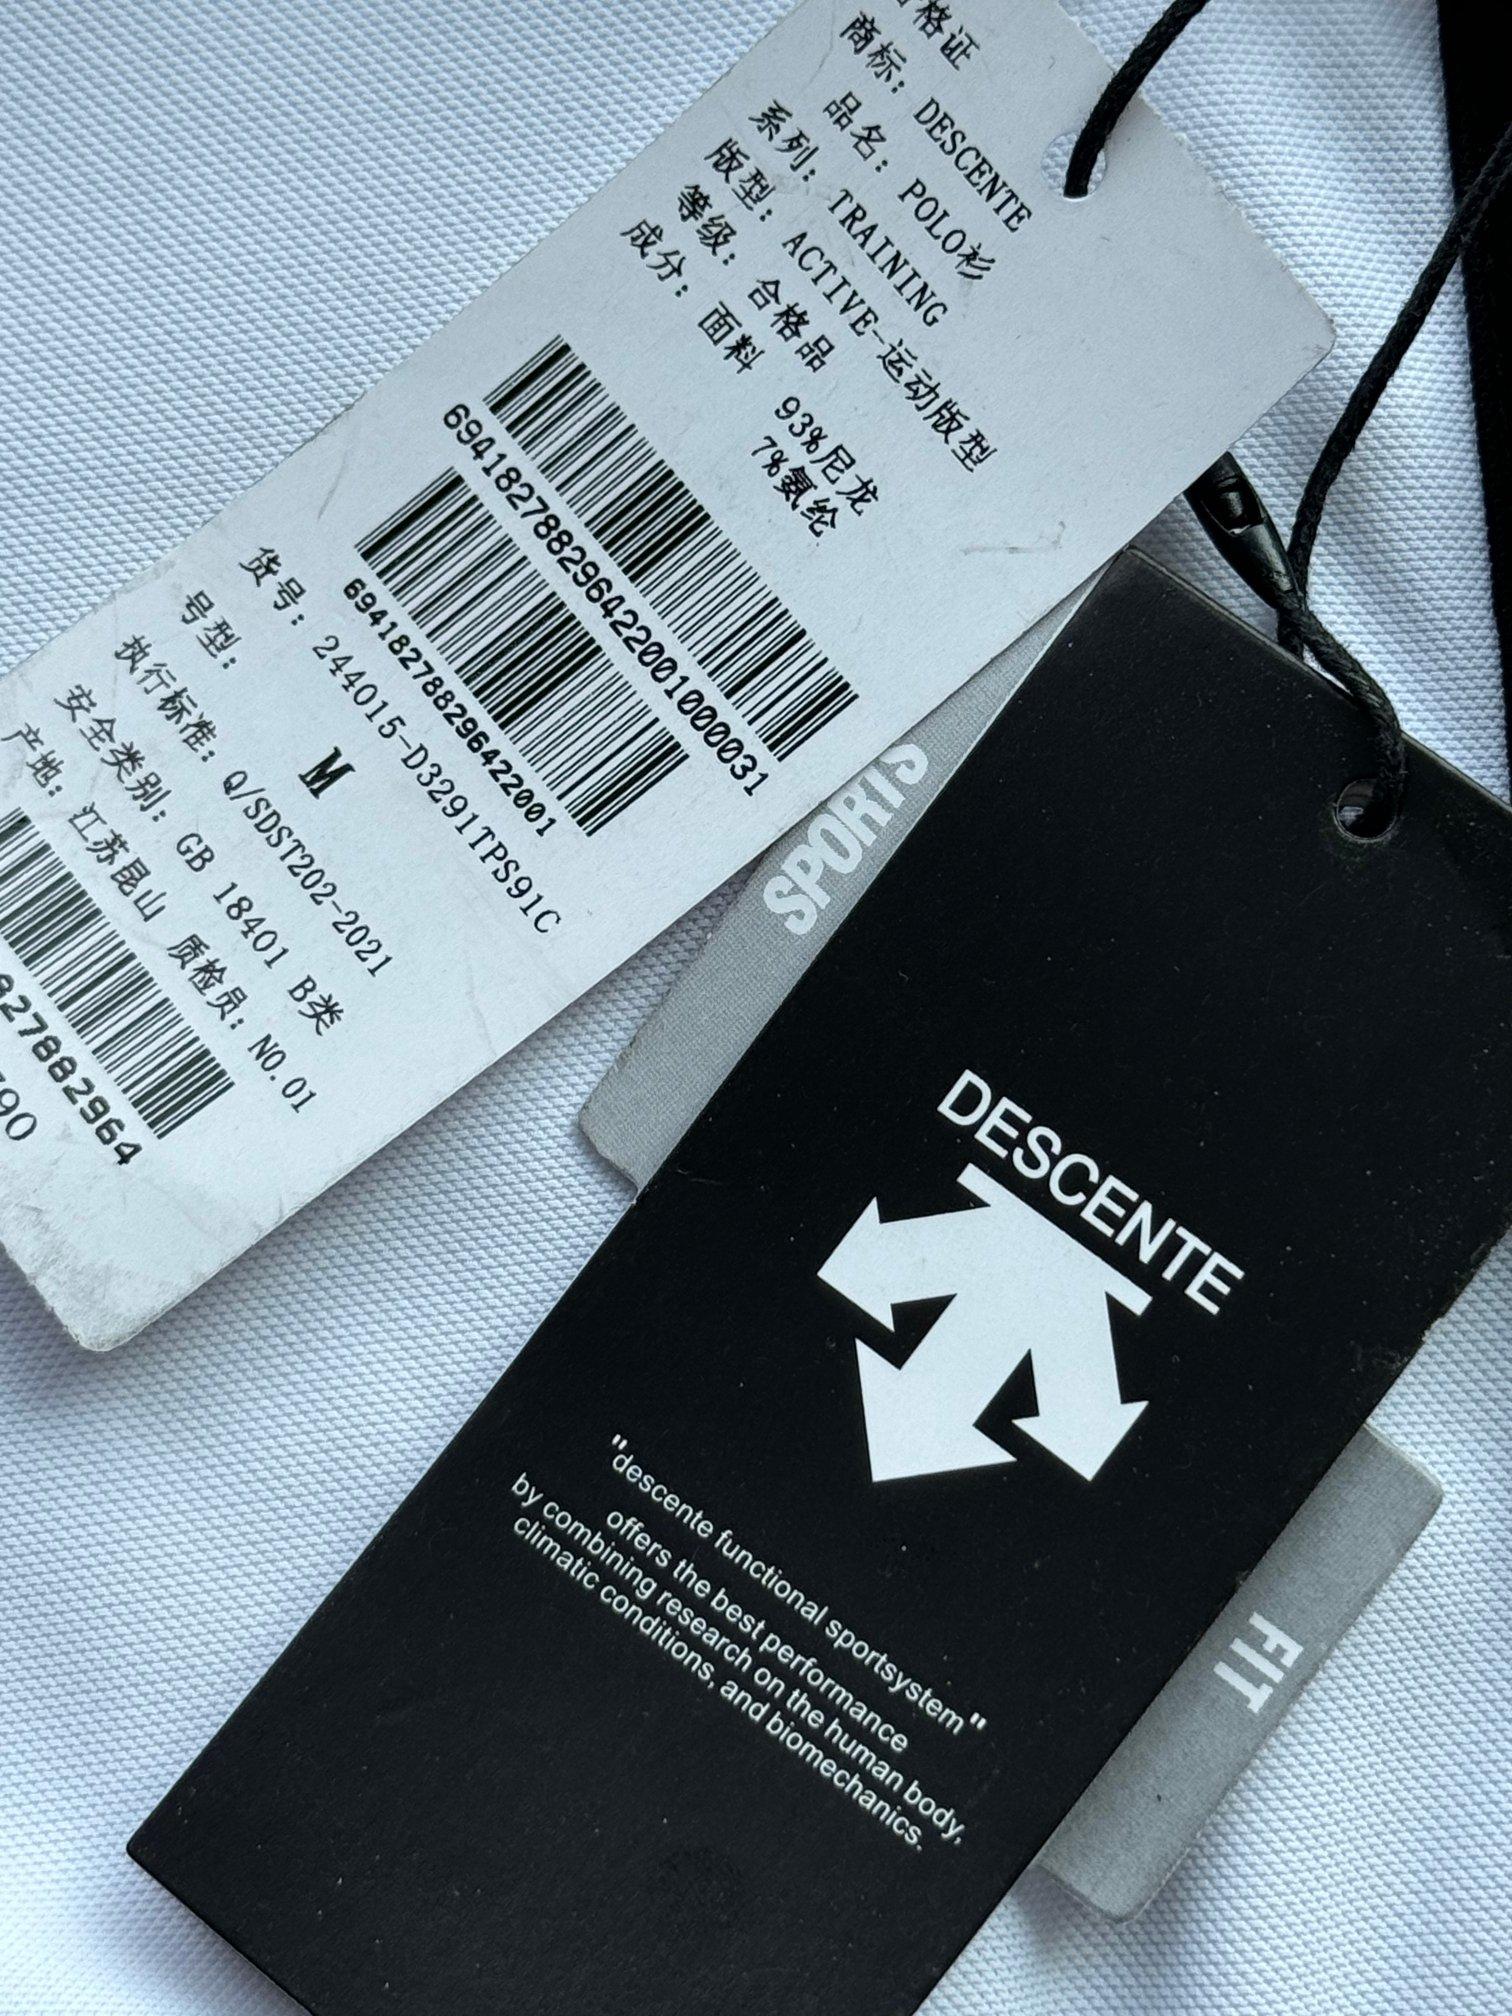 合格证
商标: DESCENTE
品名: POLO衫
系列: TRAINING
版型: ACTIVE-运动版型
等级: 合格品
成分: 面料 93%尼龙
7%氨纶
6941827882964220010000031
694182788296422001
货号: 244015-D3291TPS91C
号型: M
执行标准: Q/SDST202-2021
安全类别: GB 18401 B类
产地: 江苏昆山 质检员: NO.01
827882964
790
SPORTS
DESCENTE
"descente functional sportsystem"
offers the best performance
by combining research on the human body,
climatic conditions, and biomechanics.
FIT